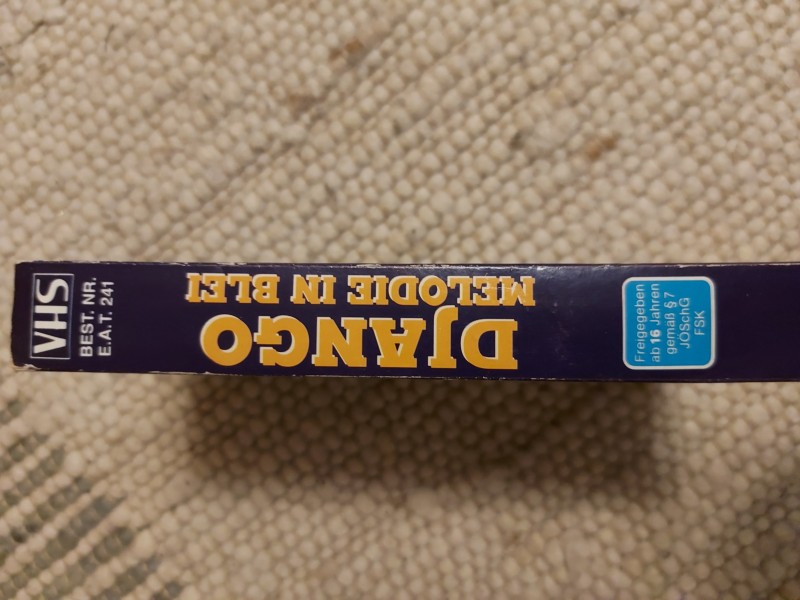 DJANGO
MELODIE IN BLEI
VHS
BEST. NR.
E.A.T. 241
Freigegeben
ab 16 Jahren
gemäß § 7
JÖSchG
FSK